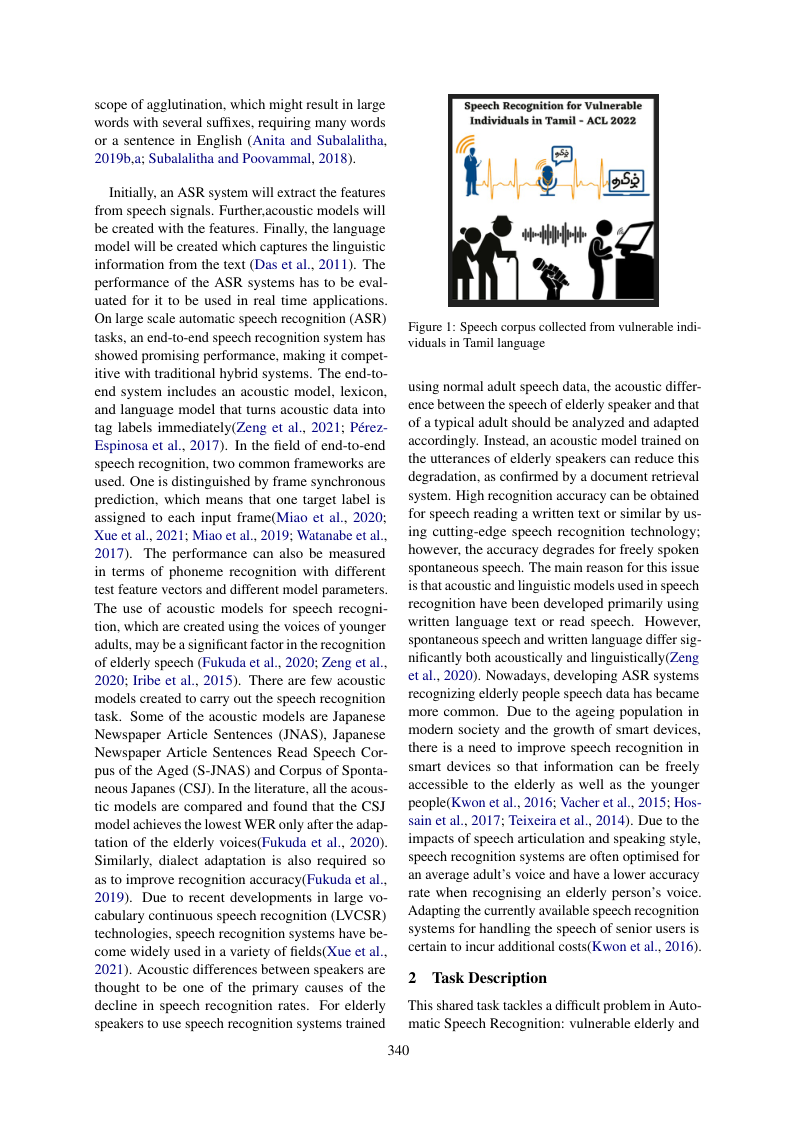 scope of agglutination, which might result in large
words with several suffixes, requiring many words
or a sentence in English (Anita and Subalalitha,
2019b,a; Subalalitha and Poovammal, 2018).
Initially, an ASR system will extract the features
from speech signals. Further,acoustic models will
be created with the features. Finally, the language
model will be created which captures the linguistic
information from the text (Das et al., 2011). The
performance of the ASR systems has to be eval-
uated for it to be used in real time applications.
On large scale automatic speech recognition (ASR)
tasks, an end-to-end speech recognition system has
showed promising performance, making it compet-
itive with traditional hybrid systems. The end-to-
end system includes an acoustic model, lexicon,
and language model that turns acoustic data into
tag labels immediately(Zeng et al., 2021; Pérez-
Espinosa et al., 2017). In the field of end-to-end
speech recognition, two common frameworks are
used. One is distinguished by frame synchronous
prediction, which means that one target label is
assigned to each input frame(Miao et al., 2020;
Xue et al., 2021; Miao et al., 2019; Watanabe et al.,
2017). The performance can also be measured
in terms of phoneme recognition with different
test feature vectors and different model parameters.
The use of acoustic models for speech recogni-
tion, which are created using the voices of younger
adults, may be a significant factor in the recognition
of elderly speech (Fukuda et al., 2020; Zeng et al.,
2020; Iribe et al., 2015). There are few acoustic
models created to carry out the speech recognition
task. Some of the acoustic models are Japanese
Newspaper Article Sentences (JNAS), Japanese
Newspaper Article Sentences Read Speech Cor-
pus of the Aged (S-JNAS) and Corpus of Sponta-
neous Japanes (CSJ). In the literature, all the acous-
tic models are compared and found that the CSJ
model achieves the lowest WER only after the adap-
tation of the elderly voices(Fukuda et al., 2020).
Similarly, dialect adaptation is also required so
as to improve recognition accuracy(Fukuda et al.,
2019). Due to recent developments in large vo-
cabulary continuous speech recognition (LVCSR)
technologies, speech recognition systems have be-
come widely used in a variety of fields(Xue et al.,
2021). Acoustic differences between speakers are
thought to be one of the primary causes of the
decline in speech recognition rates. For elderly
speakers to use speech recognition systems trained
Speech Recognition for Vulnerable
Individuals in Tamil - ACL 2022
தமிழ்
தமிழ்
Figure 1: Speech corpus collected from vulnerable indi-
viduals in Tamil language
using normal adult speech data, the acoustic differ-
ence between the speech of elderly speaker and that
of a typical adult should be analyzed and adapted
accordingly. Instead, an acoustic model trained on
the utterances of elderly speakers can reduce this
degradation, as confirmed by a document retrieval
system. High recognition accuracy can be obtained
for speech reading a written text or similar by us-
ing cutting-edge speech recognition technology;
however, the accuracy degrades for freely spoken
spontaneous speech. The main reason for this issue
is that acoustic and linguistic models used in speech
recognition have been developed primarily using
written language text or read speech. However,
spontaneous speech and written language differ sig-
nificantly both acoustically and linguistically(Zeng
et al., 2020). Nowadays, developing ASR systems
recognizing elderly people speech data has became
more common. Due to the ageing population in
modern society and the growth of smart devices,
there is a need to improve speech recognition in
smart devices so that information can be freely
accessible to the elderly as well as the younger
people(Kwon et al., 2016; Vacher et al., 2015; Hos-
sain et al., 2017; Teixeira et al., 2014). Due to the
impacts of speech articulation and speaking style,
speech recognition systems are often optimised for
an average adult's voice and have a lower accuracy
rate when recognising an elderly person's voice.
Adapting the currently available speech recognition
systems for handling the speech of senior users is
certain to incur additional costs(Kwon et al., 2016).
2 Task Description
This shared task tackles a difficult problem in Auto-
matic Speech Recognition: vulnerable elderly and
340